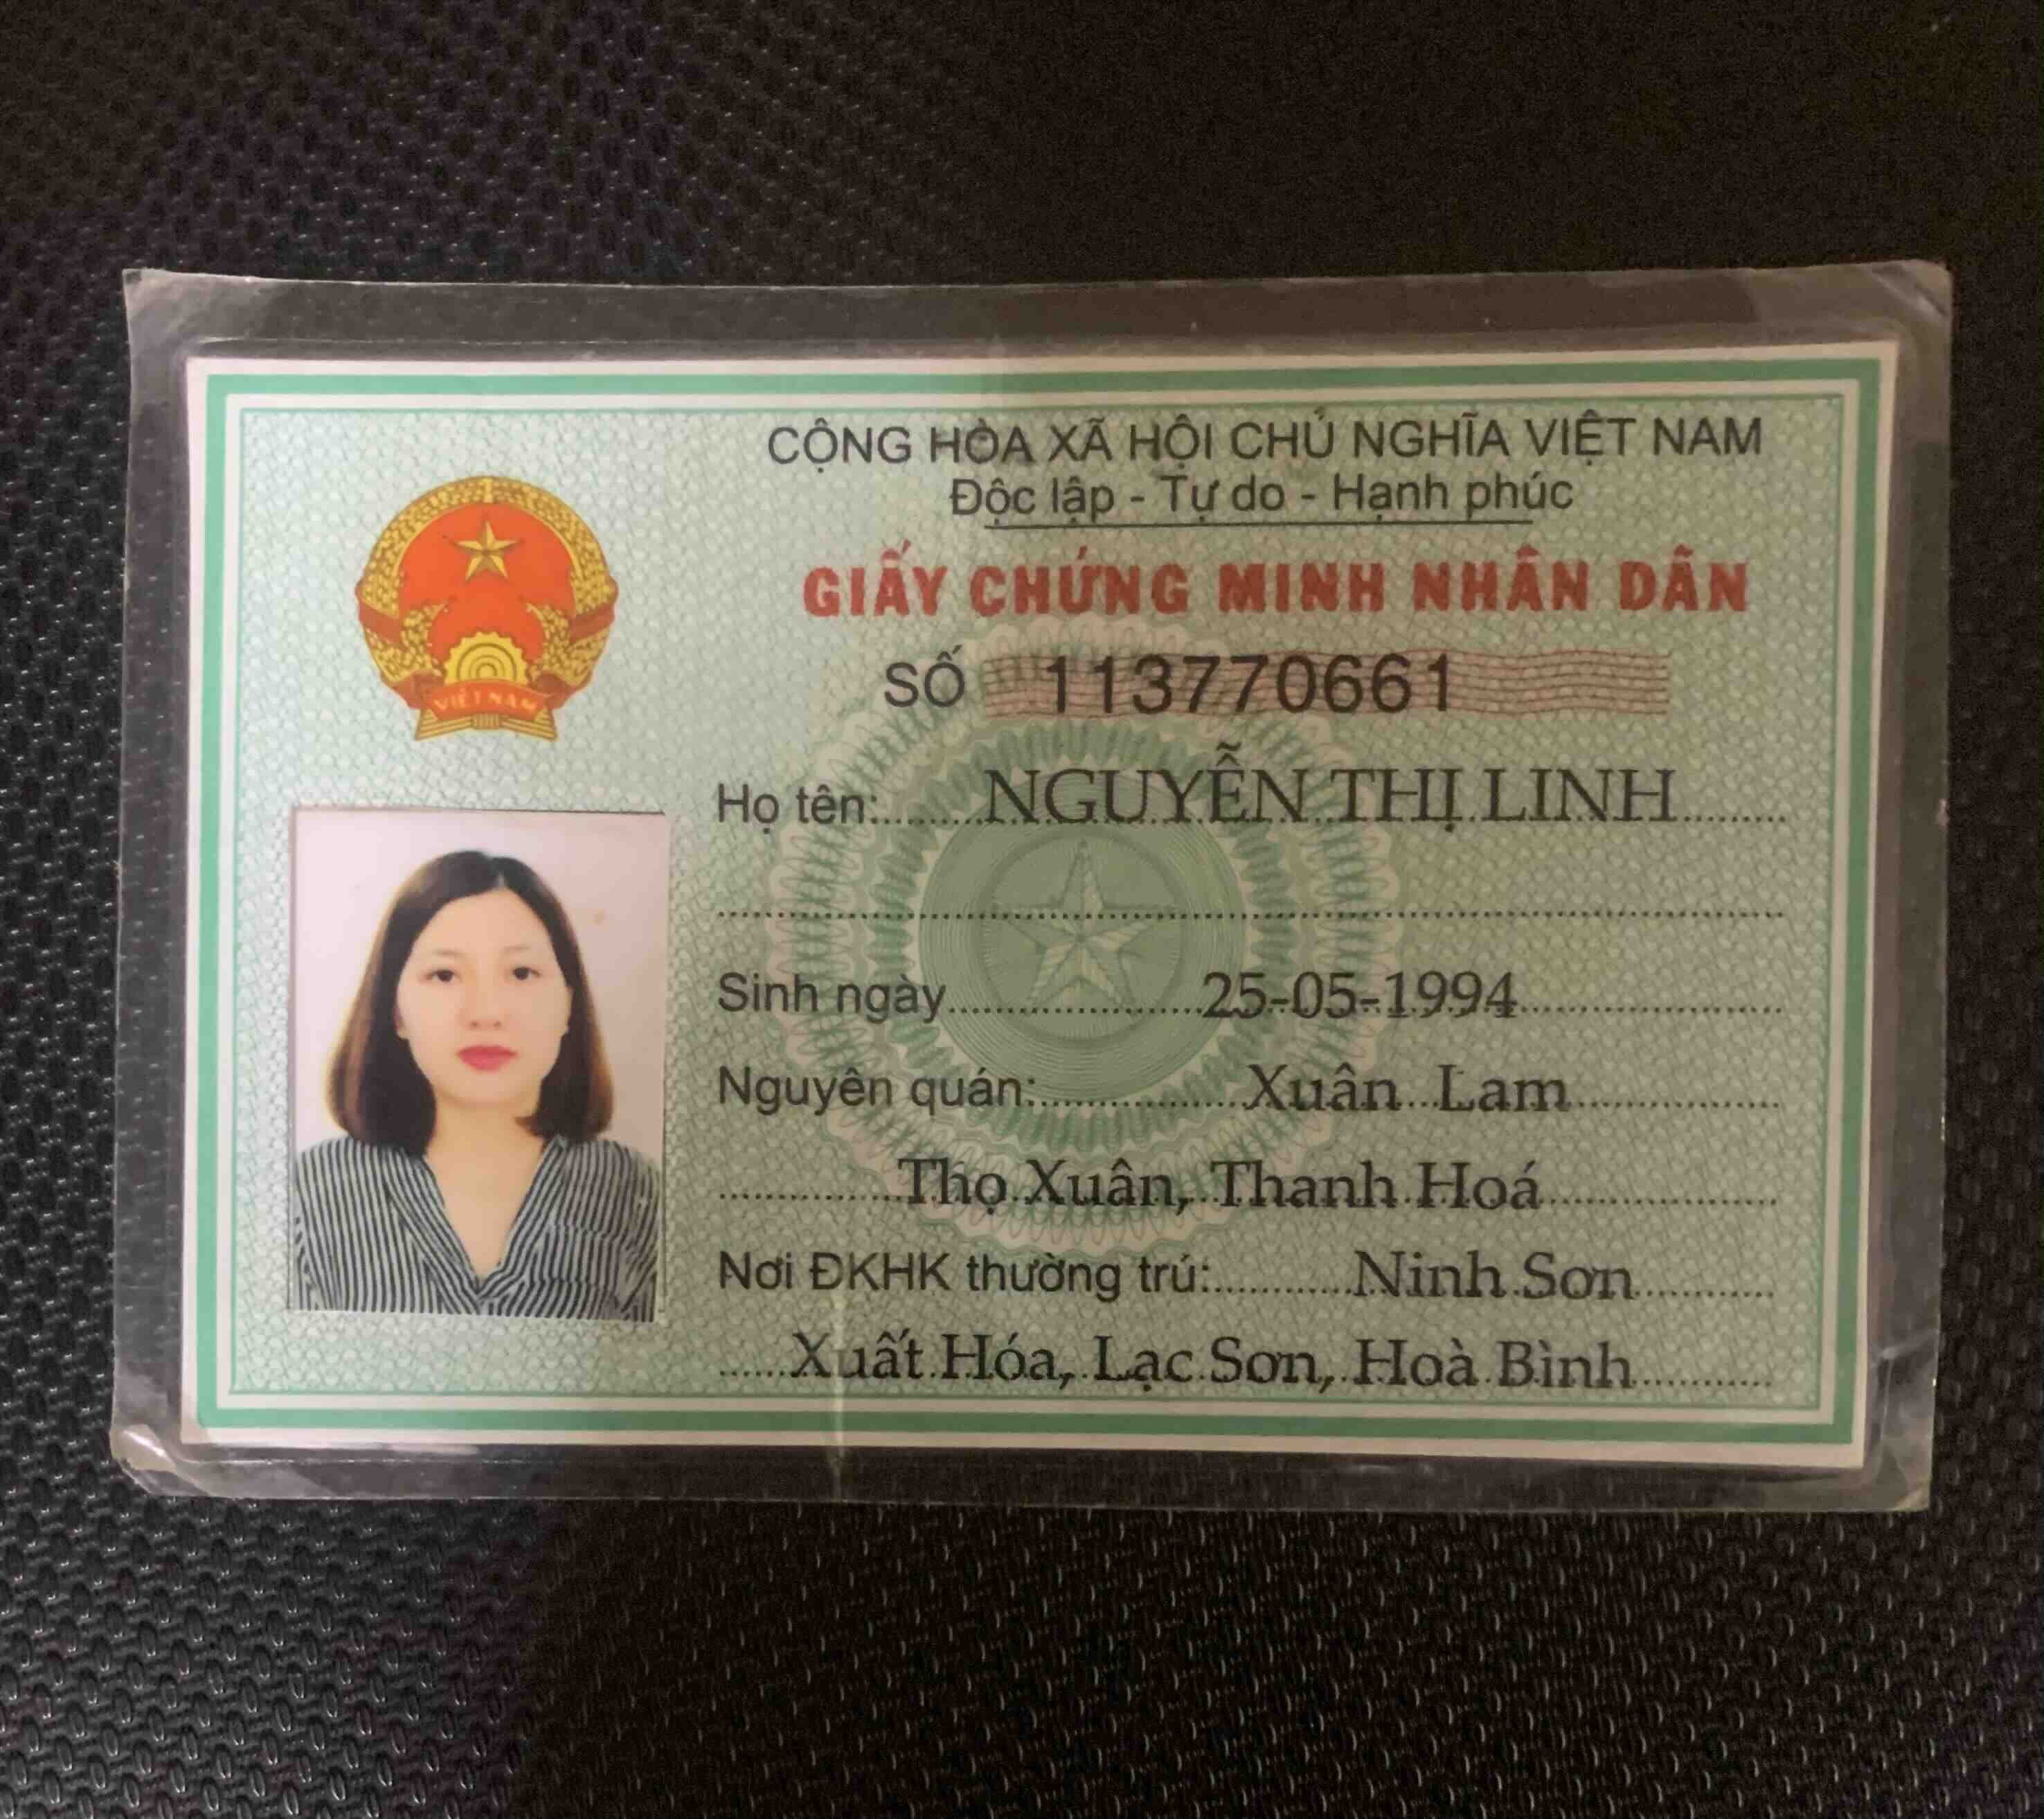 CỘNG HÒA XÃ HỘI CHỦ NGHĨA VIỆT NAM
Độc lập - Tự do - Hạnh phúc
GIẤY CHỨNG MINH NHÂN DÂN
SỐ 113770661
VIỆT NAM
Họ tên: NGUYỄN THỊ LINH
Sinh ngày 25-05-1994
Nguyên quán: Xuân Lam
Thọ Xuân, Thanh Hoá
Nơi ĐKHK thường trú: Ninh Sơn
Xuất Hóa, Lạc Sơn, Hoà Bình